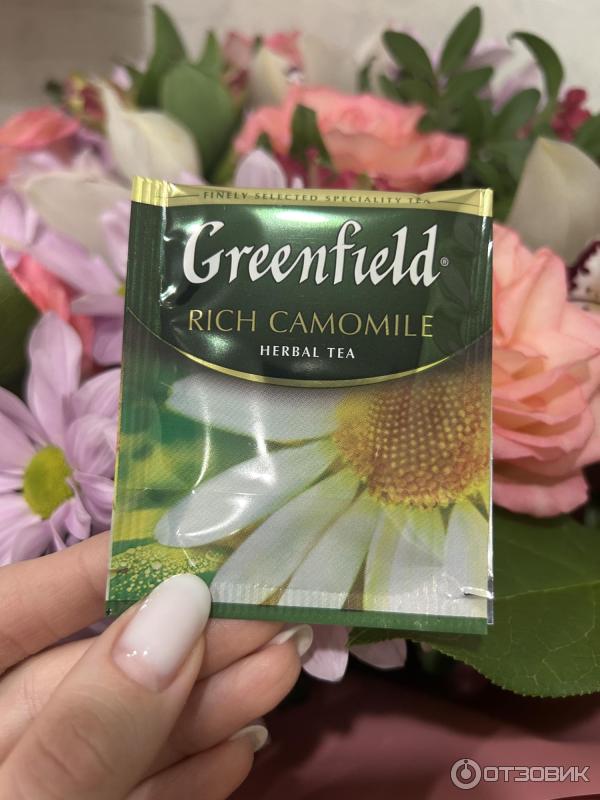 FINELY SELECTED SPECIALITY TEA
Greenfield®
RICH CAMOMILE
HERBAL TEA
ОТЗОВИК